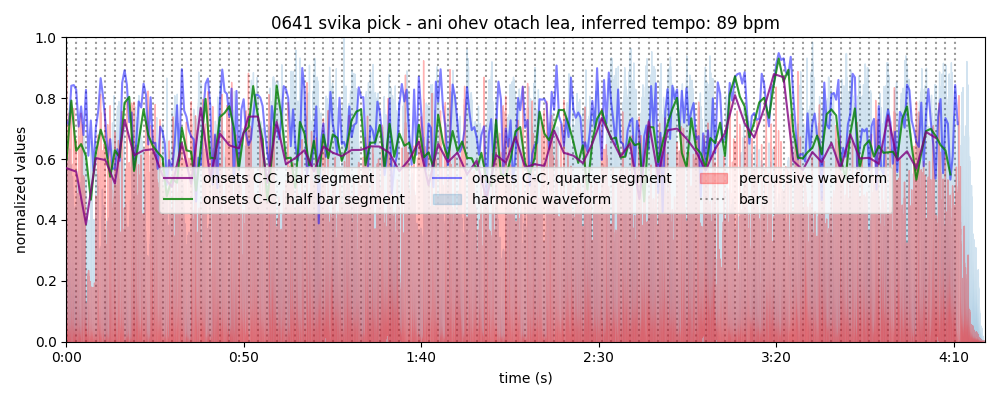 0641 svika pick - ani ohev otach lea, inferred tempo: 89 bpm
normalized values
1.0
0.8
0.6
0.4
0.2
0.0
onsets C-C, bar segment
onsets C-C, half bar segment
onsets C-C, quarter segment
harmonic waveform
percussive waveform
bars
0:00 0:50 1:40 2:30 3:20 4:10
time (s)